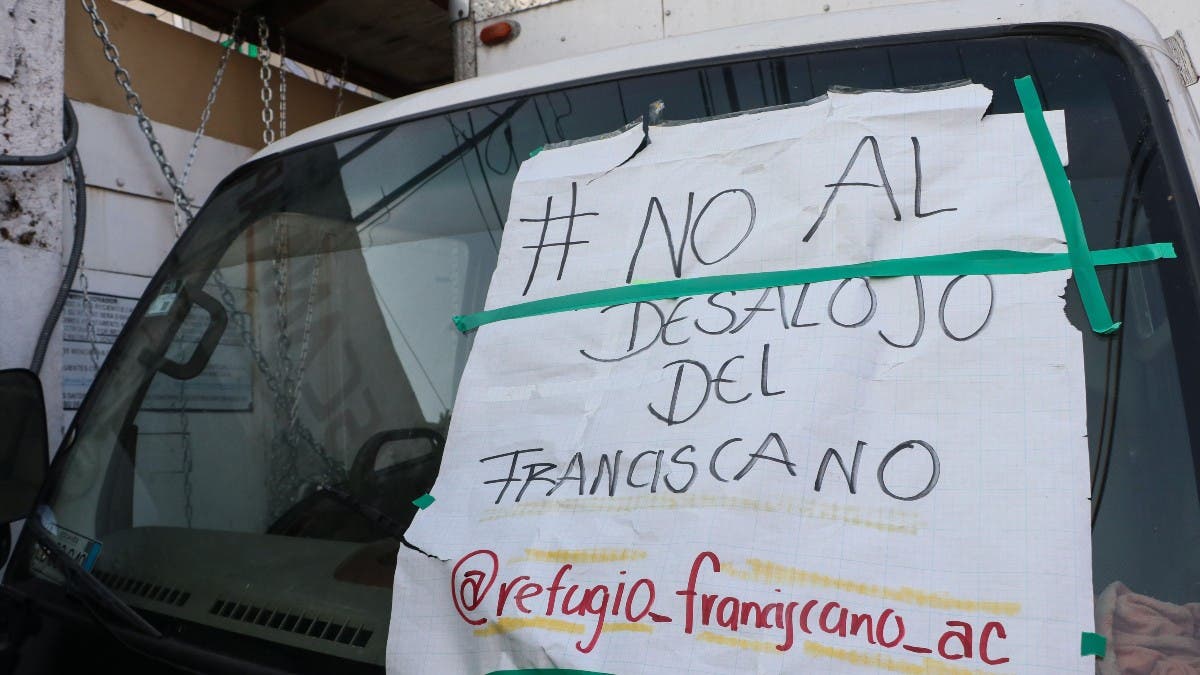 # NO AL
DESALOJO
DEL
FRANCISCANO
@refugio_franciscano_ac